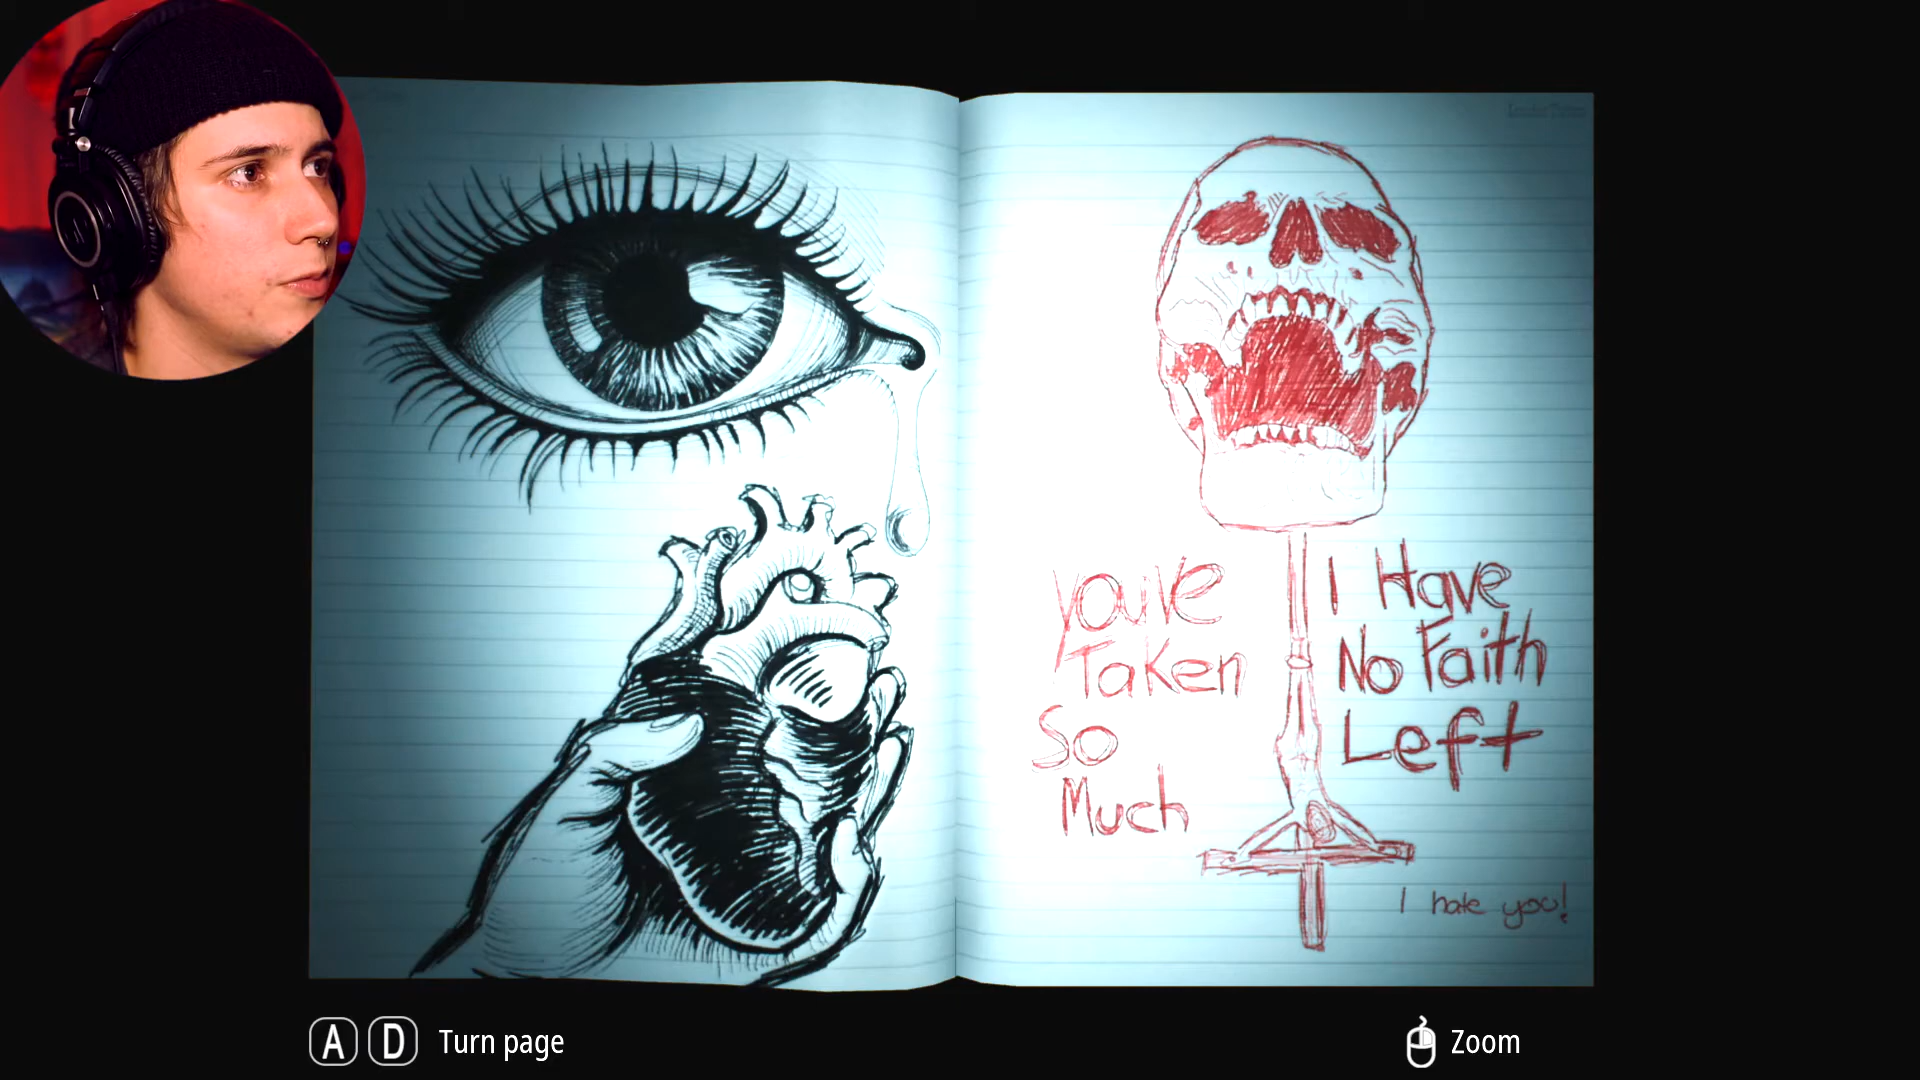 you've
Taken
So
Much
I Have
No Faith
Left
I hate you!
A D Turn page
Zoom